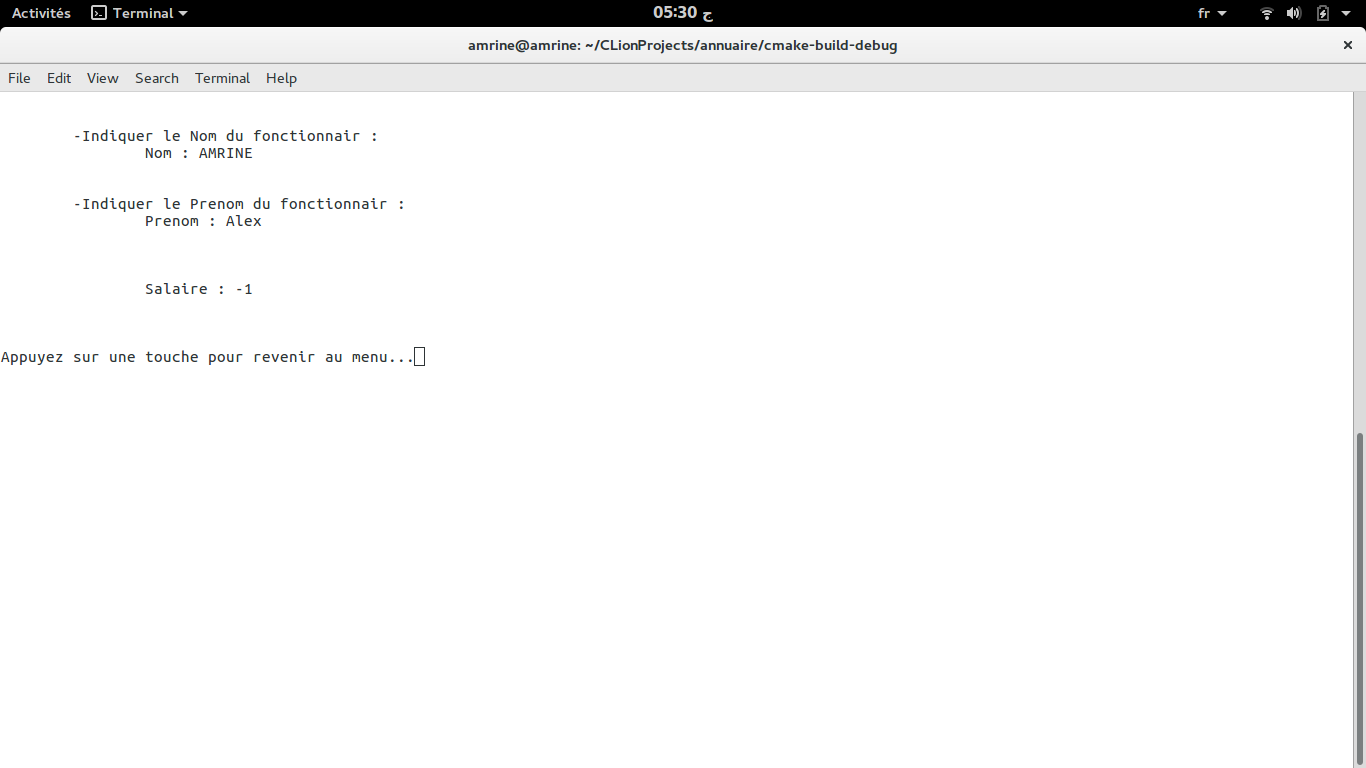 Activités Terminal 05:30 ج fr
amrine@amrine: ~/CLionProjects/annuaire/cmake-build-debug ×
File Edit View Search Terminal Help
-Indiquer le Nom du fonctionnair :
Nom : AMRINE
-Indiquer le Prenom du fonctionnair :
Prenom : Alex
Salaire : -1
Appuyez sur une touche pour revenir au menu...